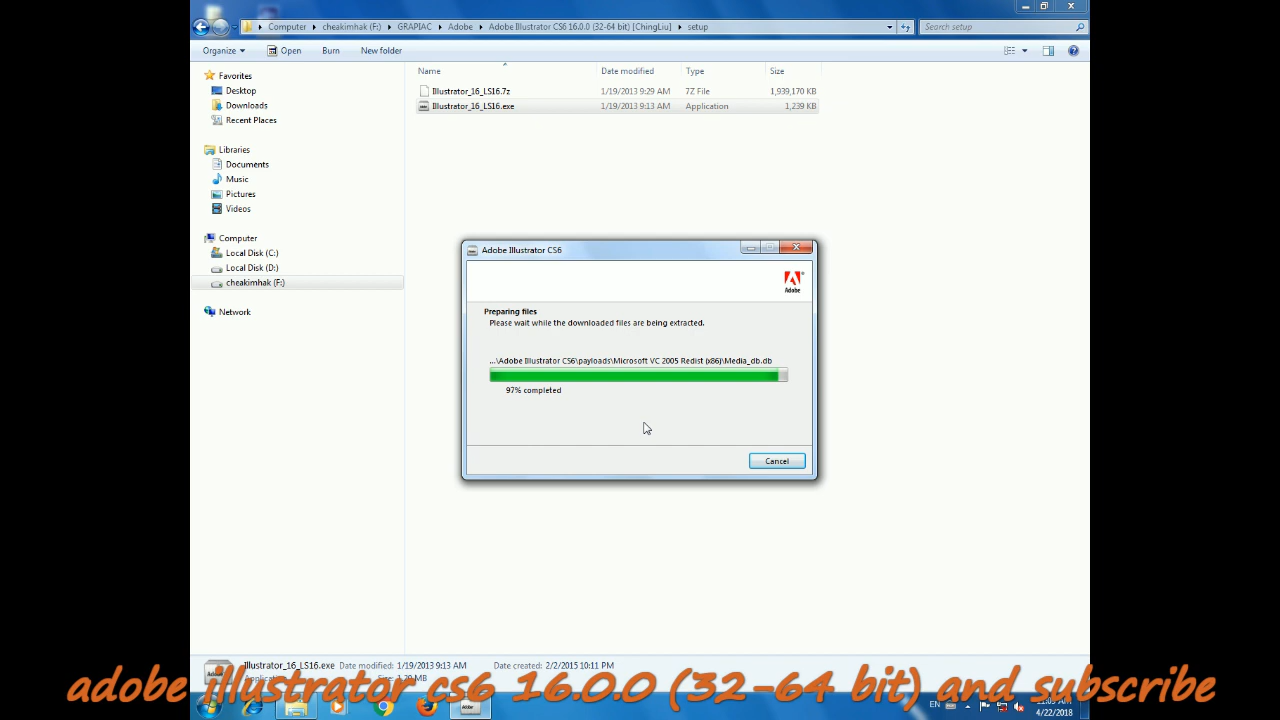 Computer ▸ cheakimhak (F:) ▸ GRAPIAC ▸ Adobe ▸ Adobe Illustrator CS6 16.0.0 (32-64 bit) [ChingLiu] ▸ setup
Search setup
Organize Open Burn New folder
Name Date modified Type Size
Illustrator_16_LS16.7z 1/19/2013 9:29 AM 7Z File 1,939,170 KB
Illustrator_16_LS16.exe 1/19/2013 9:13 AM Application 1,239 KB
Favorites
Desktop
Downloads
Recent Places
Libraries
Documents
Music
Pictures
Videos
Computer
Local Disk (C:)
Local Disk (D:)
cheakimhak (F:)
Network
Adobe Illustrator CS6
Adobe
Preparing files
Please wait while the downloaded files are being extracted.
...\Adobe Illustrator CS6\payloads\Microsoft VC 2005 Redist (x86)\Media_db.db
97% completed
Cancel
Illustrator_16_LS16.exe Date modified: 1/19/2013 9:13 AM Date created: 2/2/2015 10:11 PM
adobe illustrator cs6 16.0.0 (32-64 bit) and subscribe
EN
4/22/2018